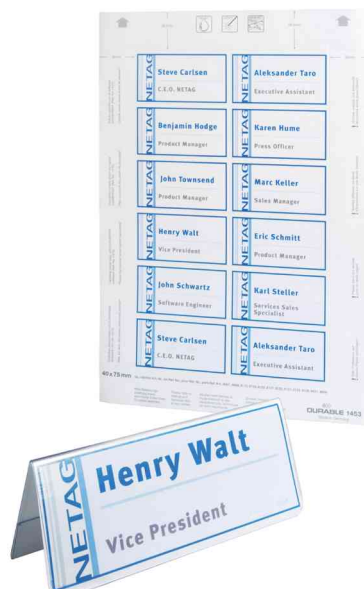 NETAG
Steve Carlsen
C.E.O. NETAG
NETAG
Aleksander Taro
Executive Assistant
NETAG
Benjamin Hodge
Product Manager
NETAG
Karen Hume
Press Officer
NETAG
John Townsend
Product Manager
NETAG
Marc Keller
Sales Manager
NETAG
Henry Walt
Vice President
NETAG
Eric Schmitt
Product Manager
NETAG
John Schwartz
Software Engineer
NETAG
Karl Steller
Services Sales
Specialist
NETAG
Steve Carlsen
C.E.O. NETAG
NETAG
Aleksander Taro
Executive Assistant
40 x 75 mm
DURABLE 1453
NETAG
Henry Walt
Vice President